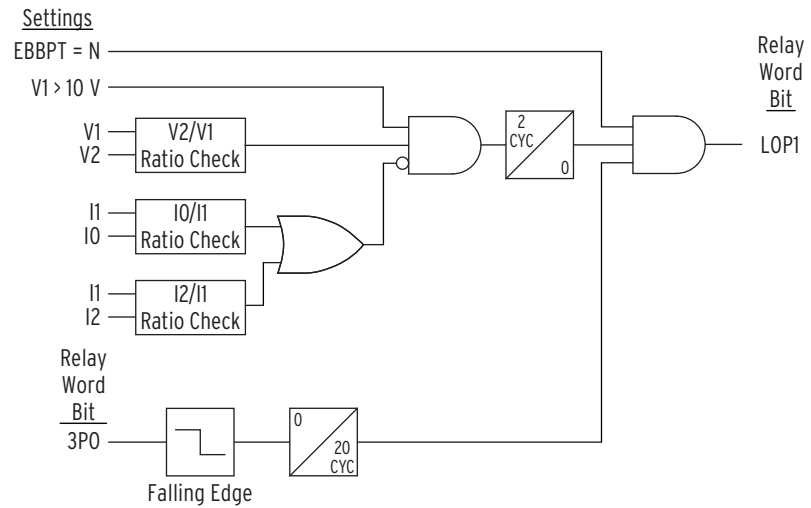 Settings
EBBPT = N
V1 > 10 V
V1
V2
V2/V1
Ratio Check
I1
I0
I0/I1
Ratio Check
I1
I2
I2/I1
Ratio Check
2
CYC
0
Relay
Word
Bit
LOP1
Relay
Word
Bit
3PO
Falling Edge
0
20
CYC